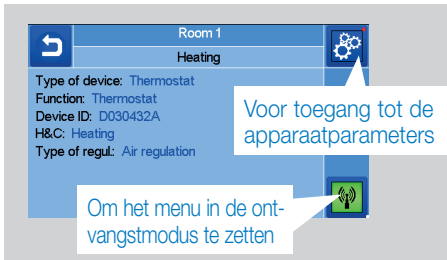 Room 1
Heating
Type of device: Thermostat
Function: Thermostat
Device ID: D030432A
H&C: Heating
Type of regul.: Air regulation
Voor toegang tot de
apparaatparameters
Om het menu in de ont-
vangstmodus te zetten